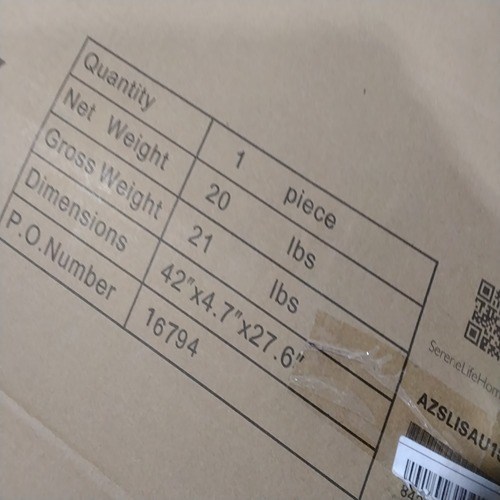 Quantity 1 piece
Net Weight 20 lbs
Gross Weight 21 lbs
Dimensions 42"x4.7"x27.6"
P.O.Number 16794
SereneLifeHom
AZSLISAU1